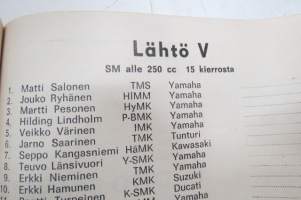 Lähtö V
SM alle 250 cc 15 kierrosta
1. Matti Salonen TMS Yamaha
2. Jouko Ryhänen HIMM Yamaha
3. Martti Pesonen HyMK Yamaha
4. Hilding Lindholm P-BMK Yamaha
5. Veikko Värinen IMK Yamaha
6. Jarno Saarinen TMK Tunturi
7. Seppo Kangasniemi HäMK Kawasaki
8. Teuvo Länsivuori Y-SMK Yamaha
9. Erkki Nieminen KMK Suzuki
10. Erkki Hamunen K-SMK Ducati
Turpeinen